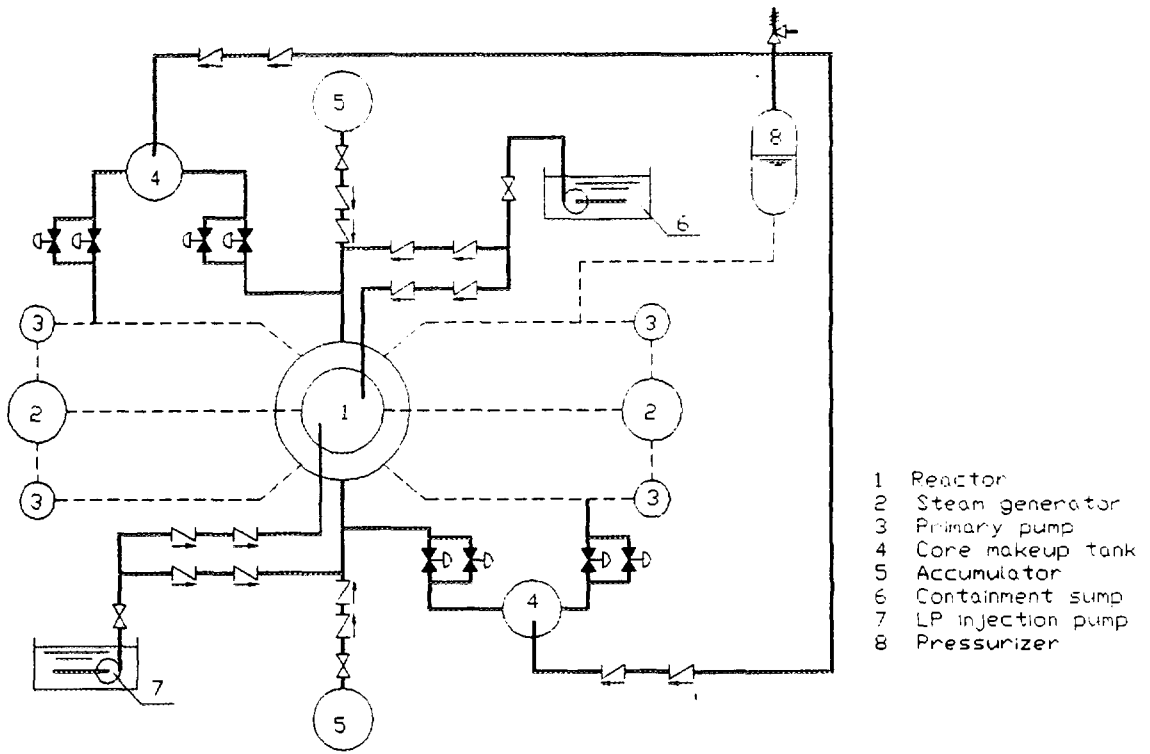 5
8
4
6
3
3
2
1
2
3
3
4
7
5
1 Reactor
2 Steam generator
3 Primary pump
4 Core makeup tank
5 Accumulator
6 Containment sump
7 LP injection pump
8 Pressurizer